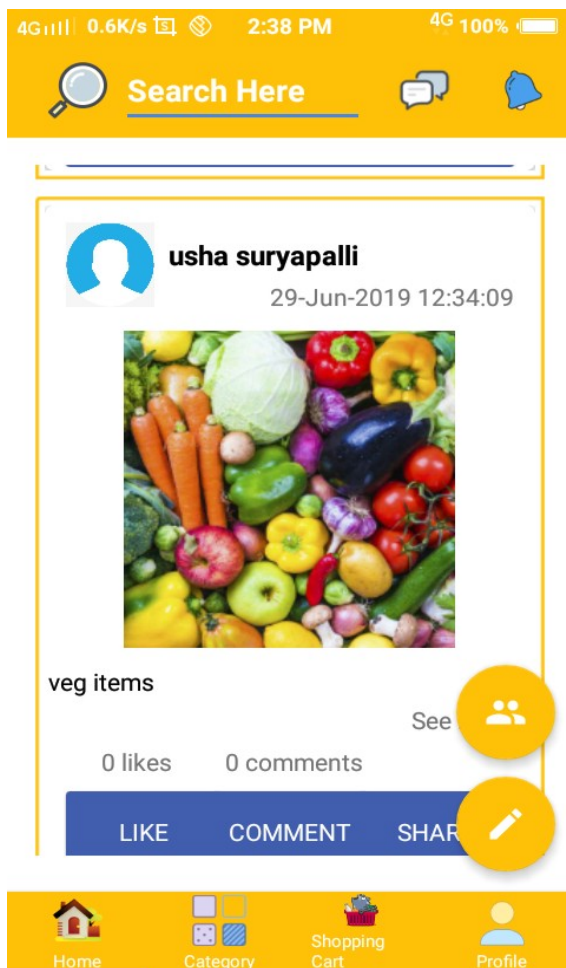 4G 0.6K/s 2:38 PM 4G 100%
Search Here
usha suryapalli
29-Jun-2019 12:34:09
veg items
See
0 likes 0 comments
LIKE COMMENT SHAR
Home Category Shopping Cart Profile